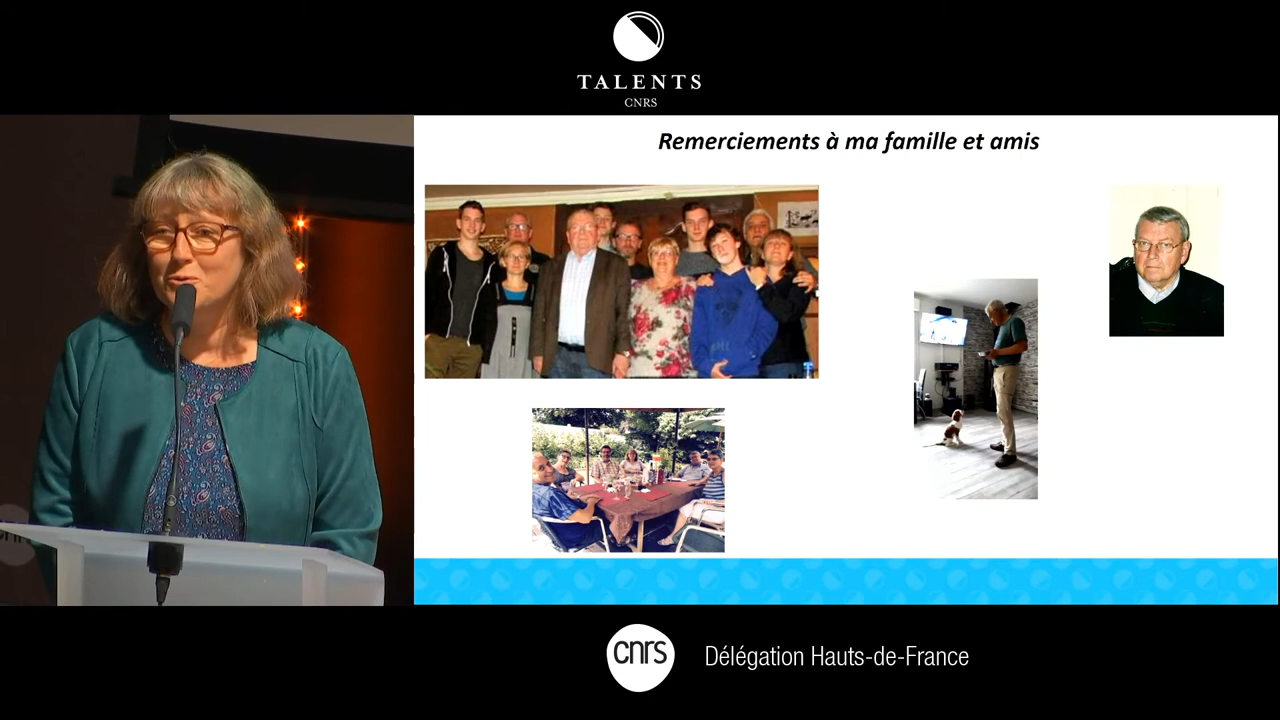 TALENTS
CNRS
Remerciements à ma famille et amis
cnrs
Délégation Hauts-de-France